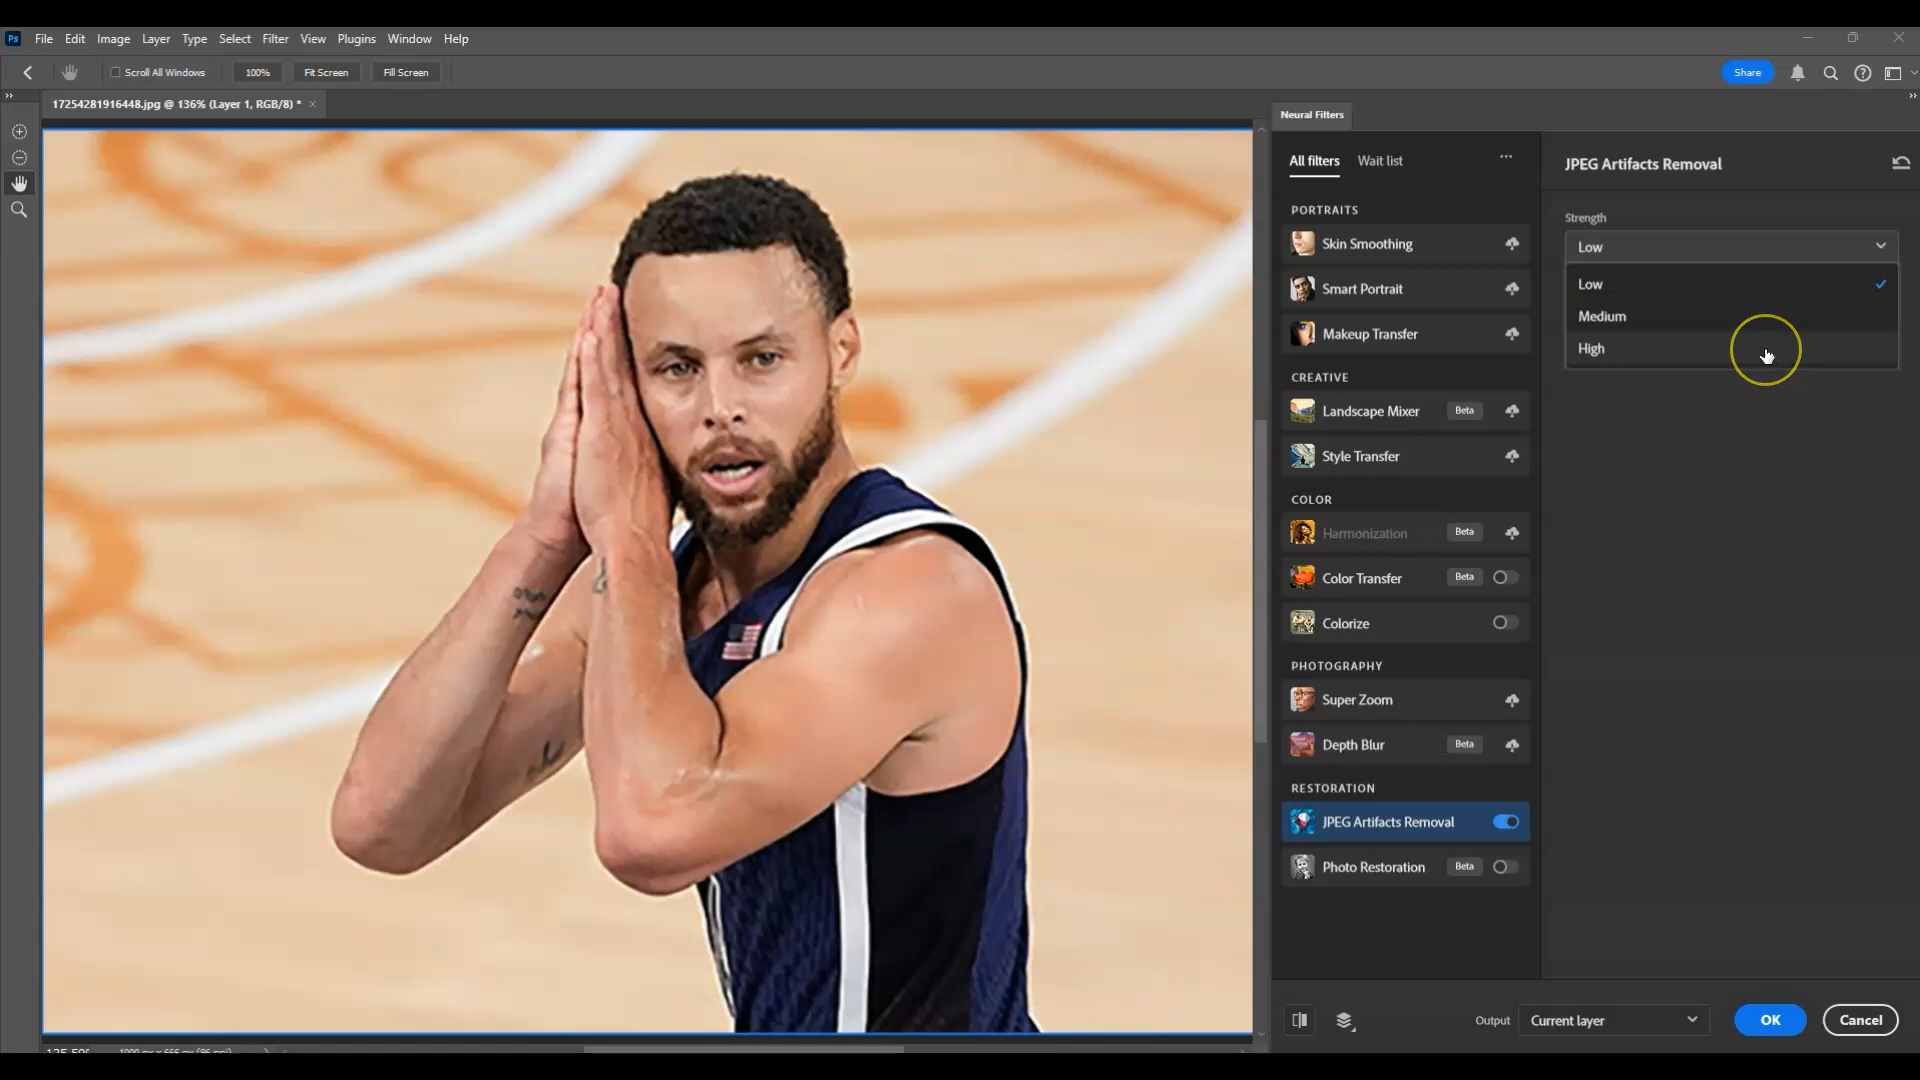 Ps File Edit Image Layer Type Select Filter View Plugins Window Help
Scroll All Windows 100% Fit Screen Fill Screen Share
17254281916448.jpg @ 136% (Layer 1, RGB/8) *
Neural Filters
All filters Wait list
JPEG Artifacts Removal
PORTRAITS
Strength
Skin Smoothing
Low
Smart Portrait
Low
Medium
Makeup Transfer
High
CREATIVE
Landscape Mixer Beta
Style Transfer
COLOR
Harmonization Beta
Color Transfer Beta
Colorize
PHOTOGRAPHY
Super Zoom
Depth Blur Beta
RESTORATION
JPEG Artifacts Removal
Photo Restoration Beta
Output Current layer OK Cancel